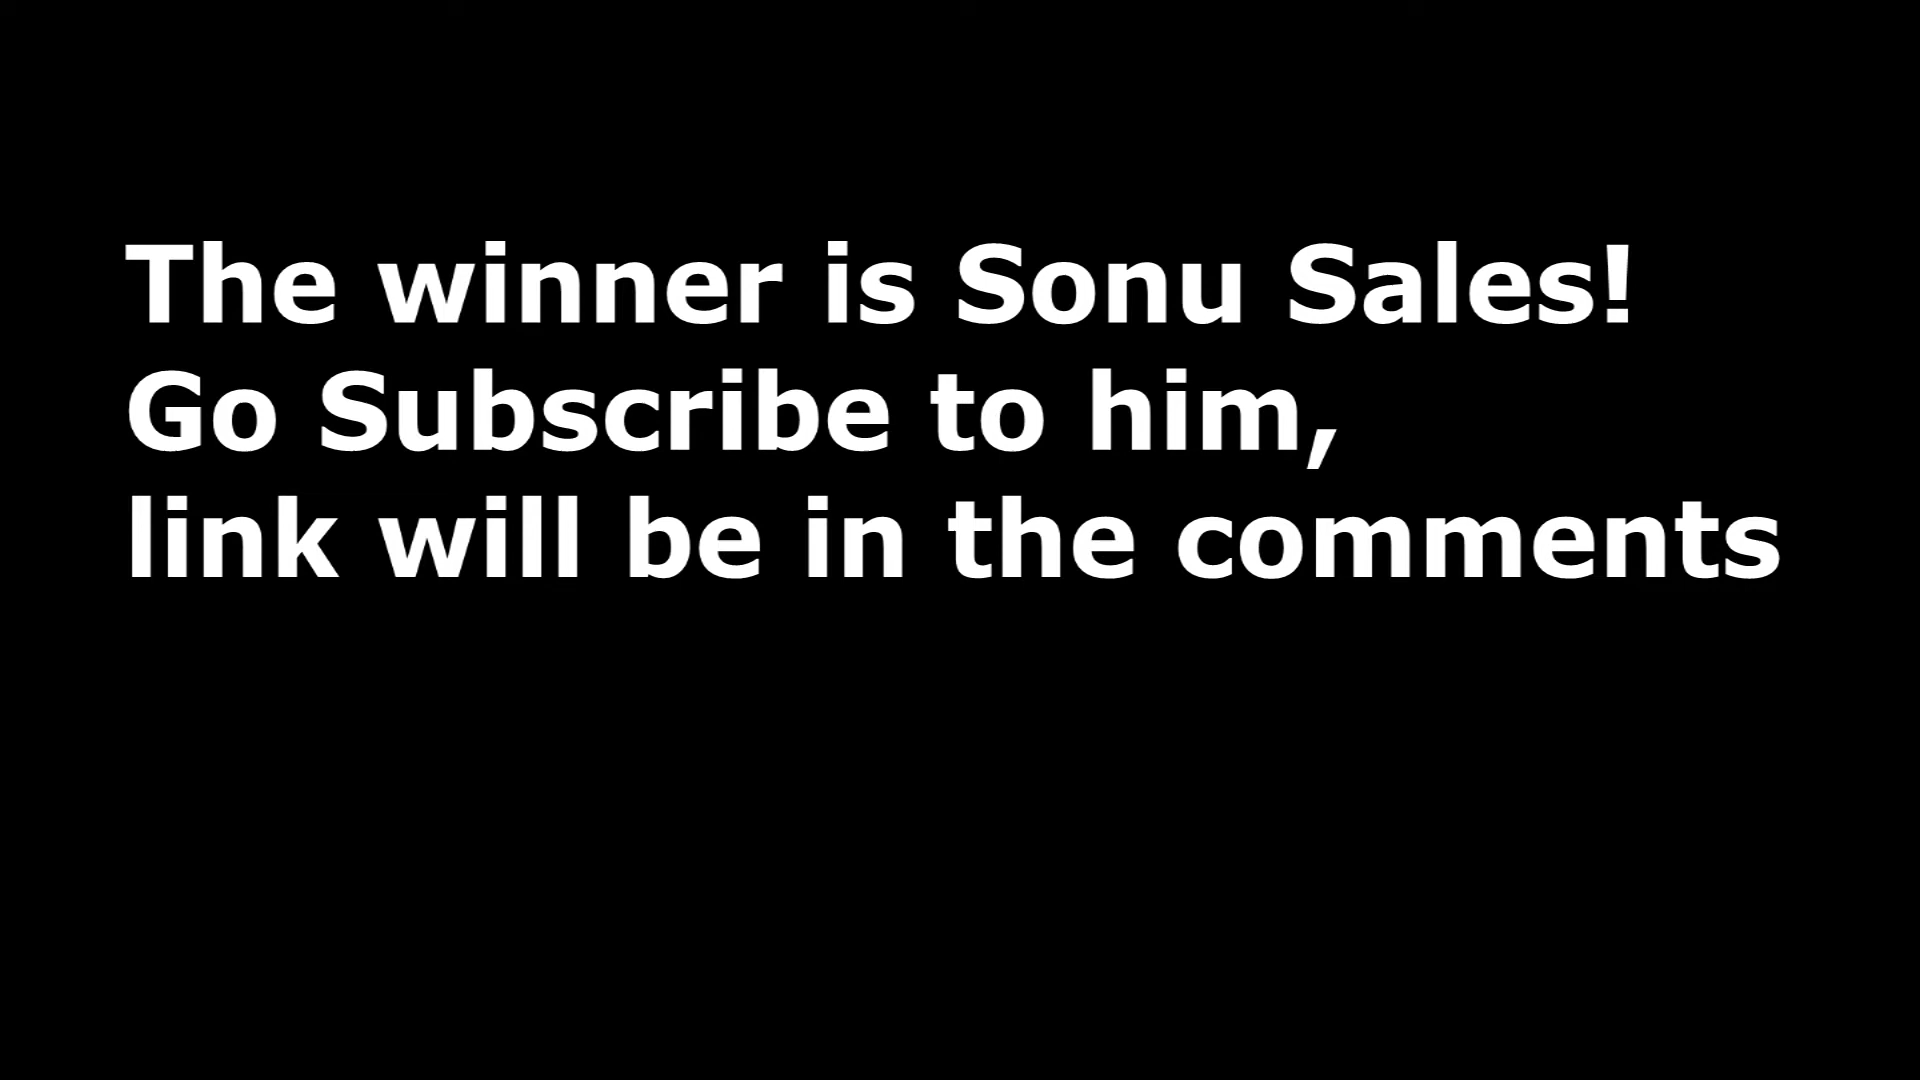 The winner is Sonu Sales!
Go Subscribe to him,
link will be in the comments